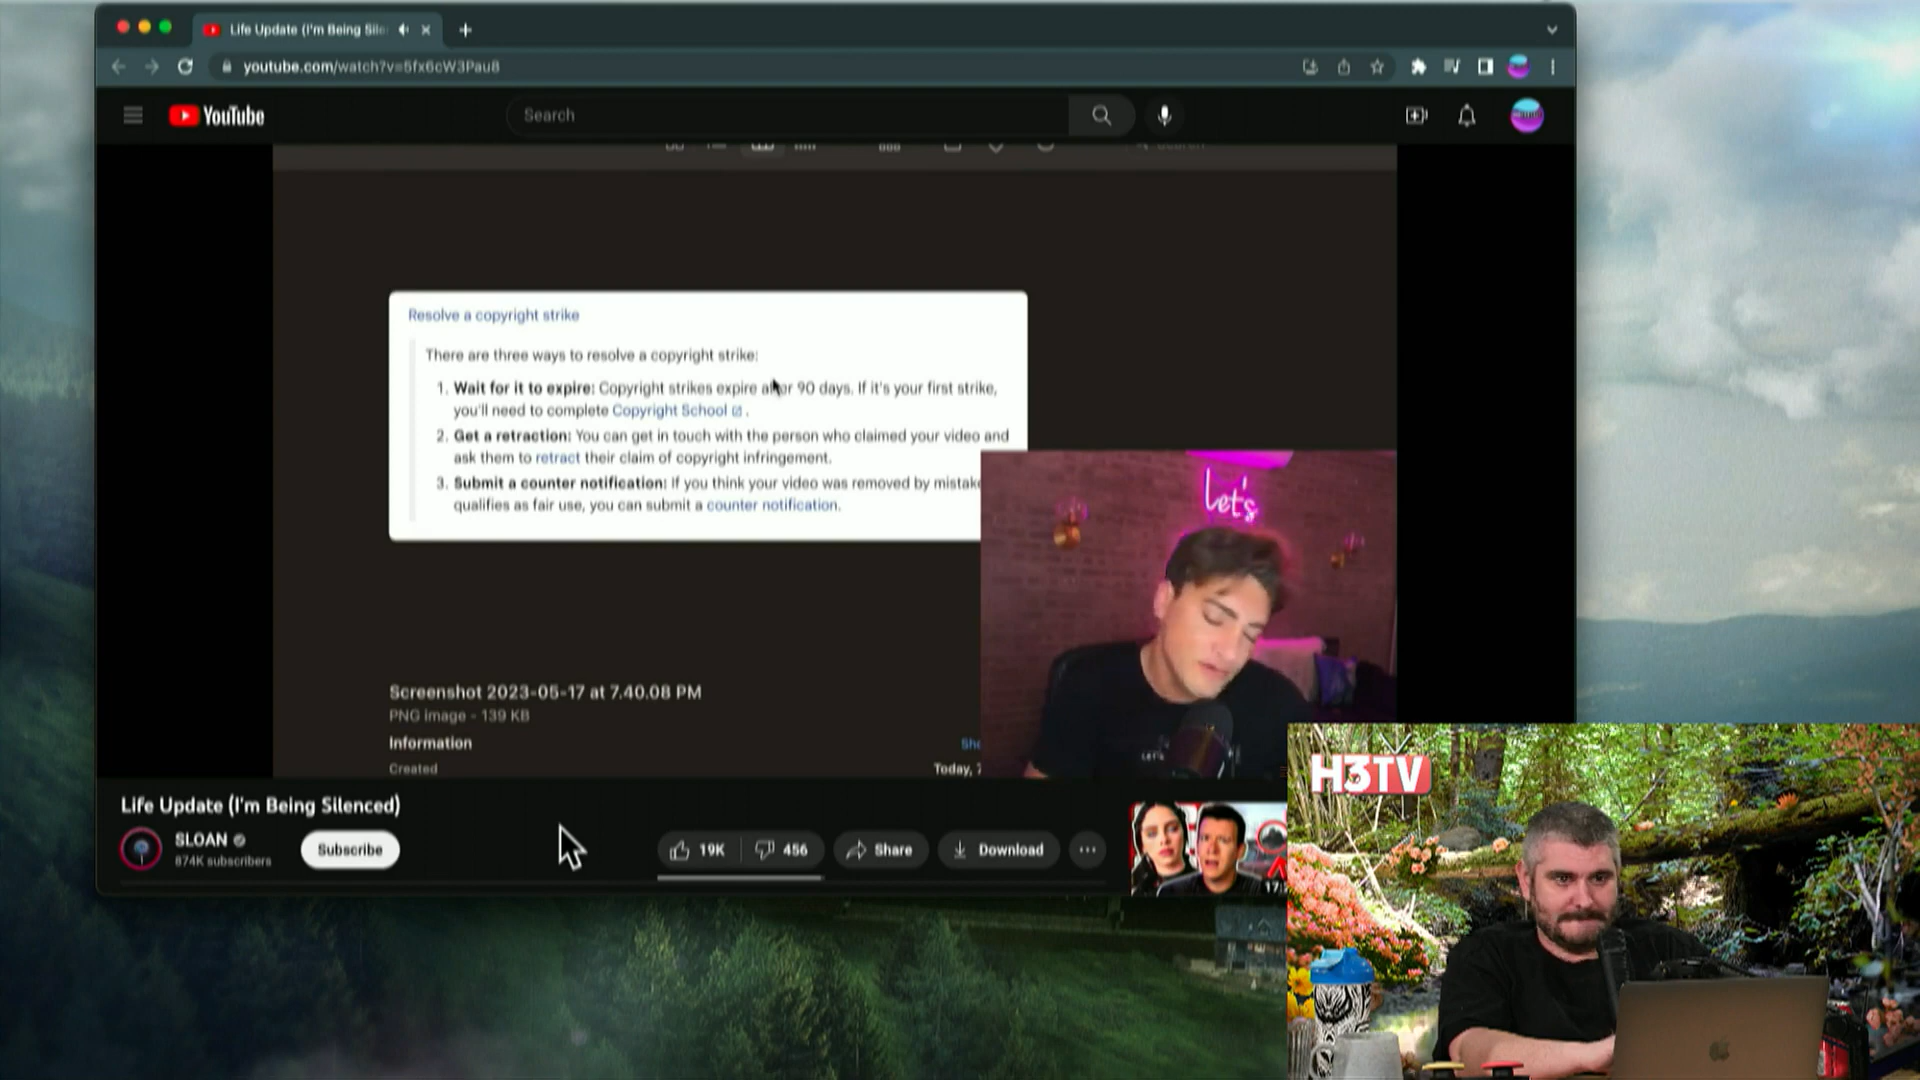 Life Update (I'm Being Sile
youtube.com/watch?v=5fx6cW3Pau8
YouTube
Search
Search
Resolve a copyright strike
There are three ways to resolve a copyright strike:
1. Wait for it to expire: Copyright strikes expire after 90 days. If it's your first strike,
you'll need to complete Copyright School.
2. Get a retraction: You can get in touch with the person who claimed your video and
ask them to retract their claim of copyright infringement.
3. Submit a counter notification: If you think your video was removed by mistake
qualifies as fair use, you can submit a counter notification.
let's
LET'S
Screenshot 2023-05-17 at 7.40.08 PM
PNG image - 139 KB
Information
Created
Today, 7
H3TV
Life Update (I'm Being Silenced)
SLOAN
874K subscribers
Subscribe
19K
456
Share
Download